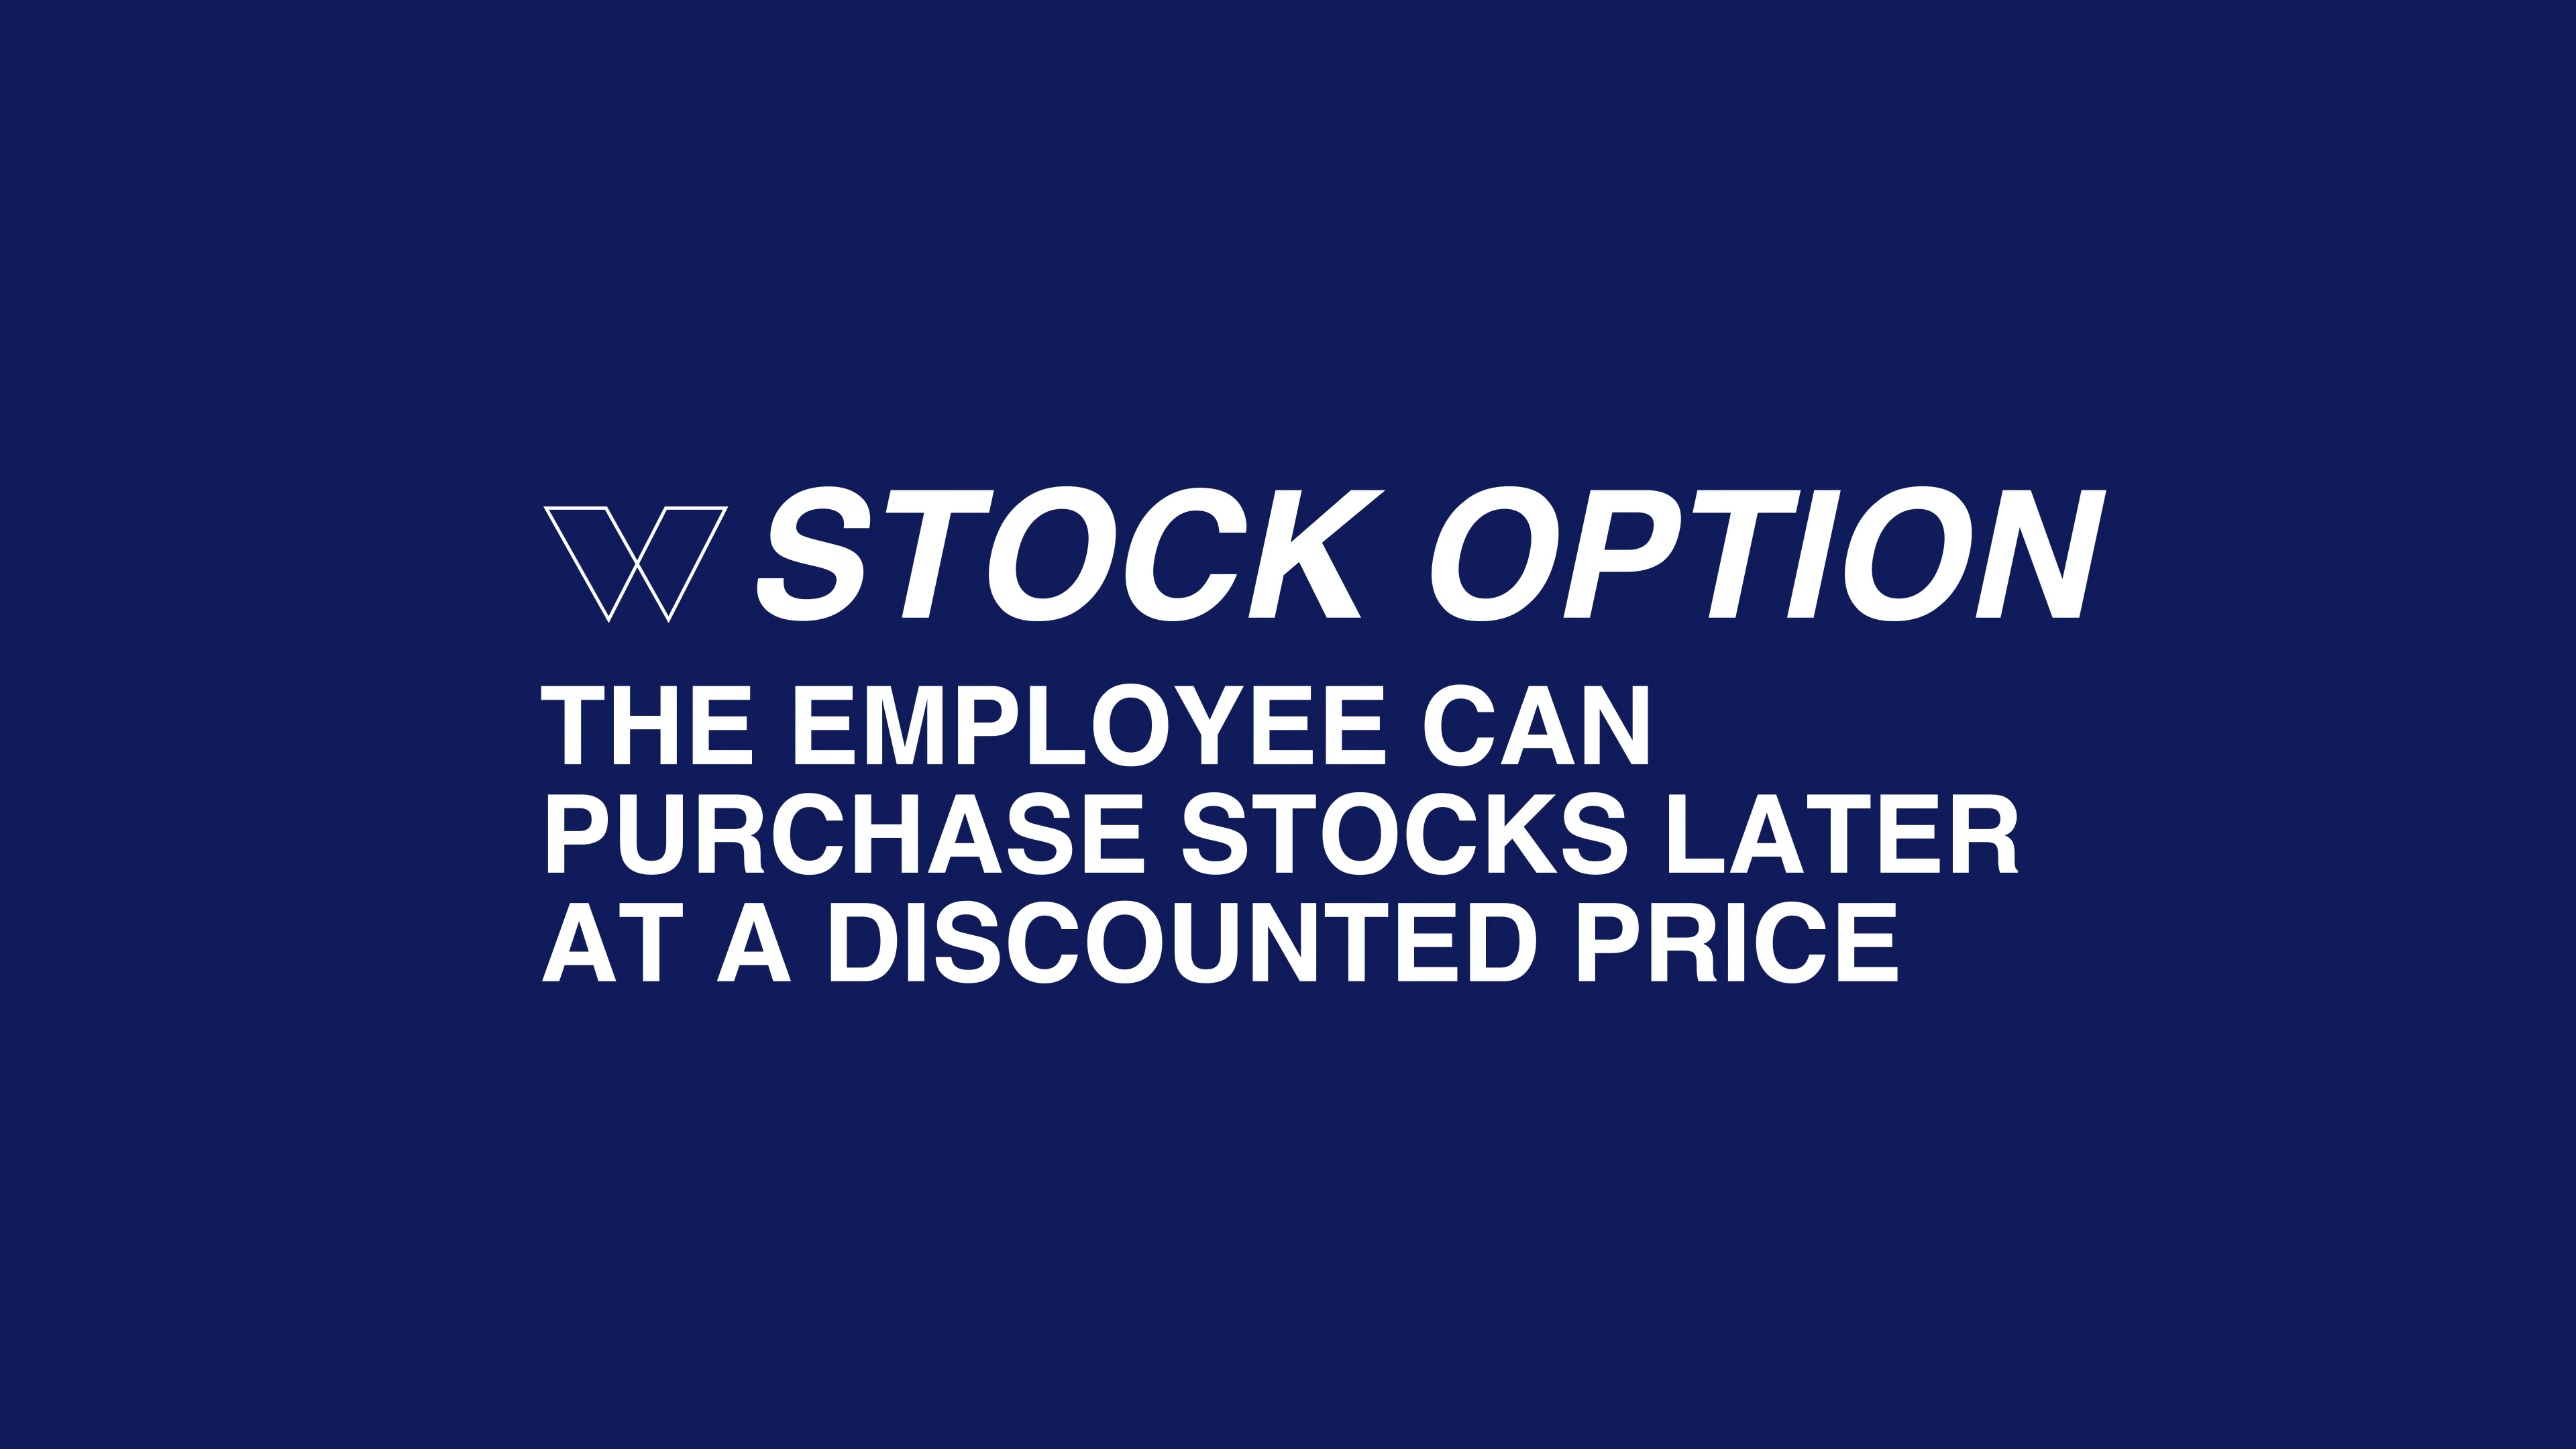 W STOCK OPTION
THE EMPLOYEE CAN
PURCHASE STOCKS LATER
AT A DISCOUNTED PRICE